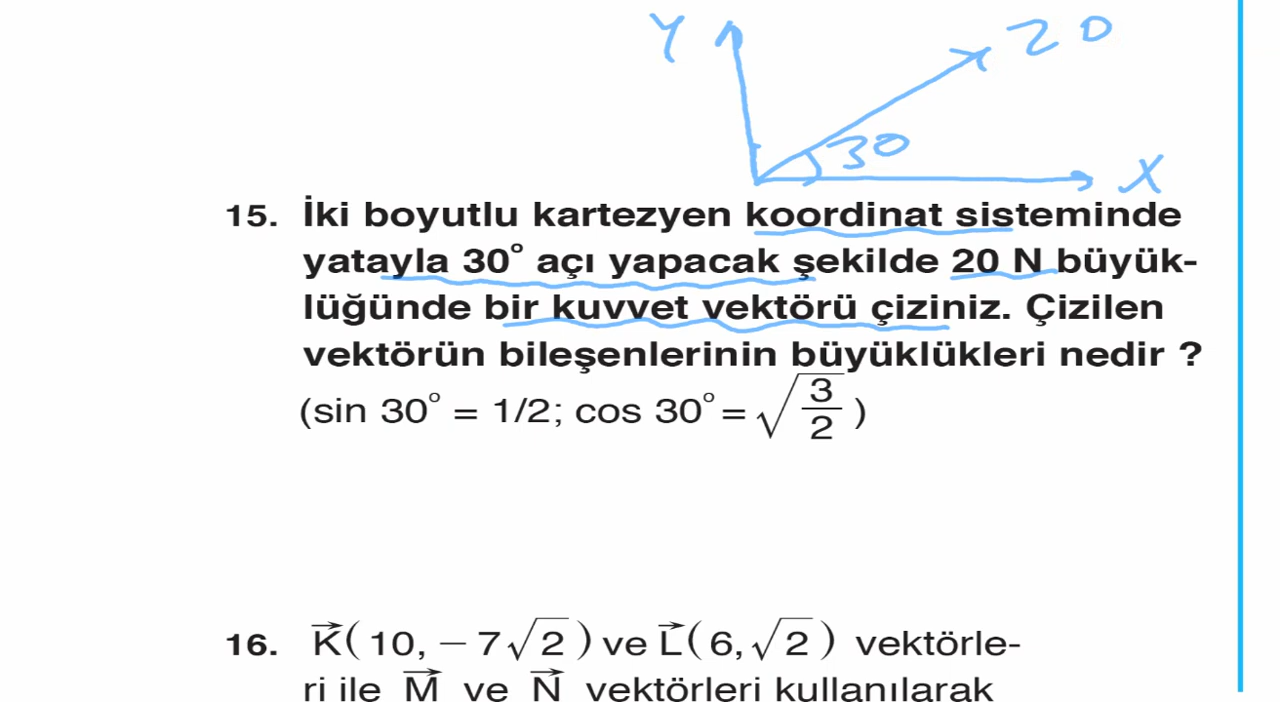 Y
20
30
X
15. İki boyutlu kartezyen koordinat sisteminde
yatayla 30° açı yapacak şekilde 20 N büyük-
lüğünde bir kuvvet vektörü çiziniz. Çizilen
vektörün bileşenlerinin büyüklükleri nedir ?
(sin 30° = 1/2; cos 30° = √(3/2) )
16. K⃗(10, – 7√2) ve L⃗(6, √2) vektörle-
ri ile M⃗ ve N⃗ vektörleri kullanılarak